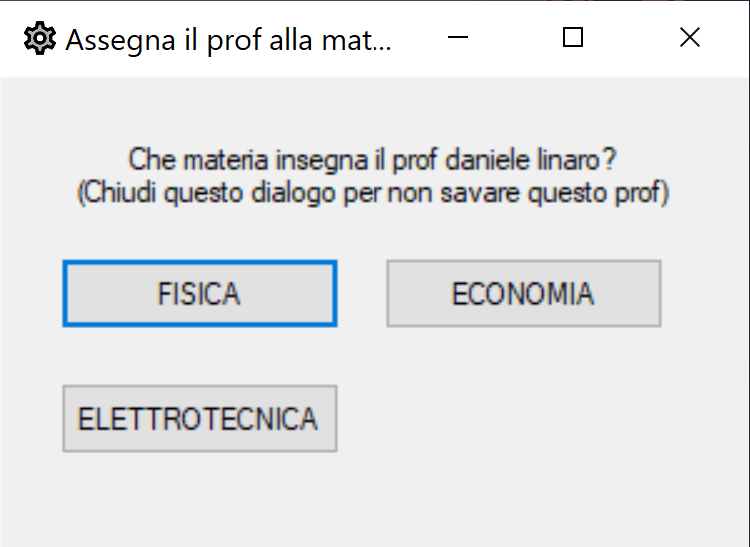 Assegna il prof alla mat...
Che materia insegna il prof daniele linaro?
(Chiudi questo dialogo per non savare questo prof)
FISICA
ECONOMIA
ELETTROTECNICA